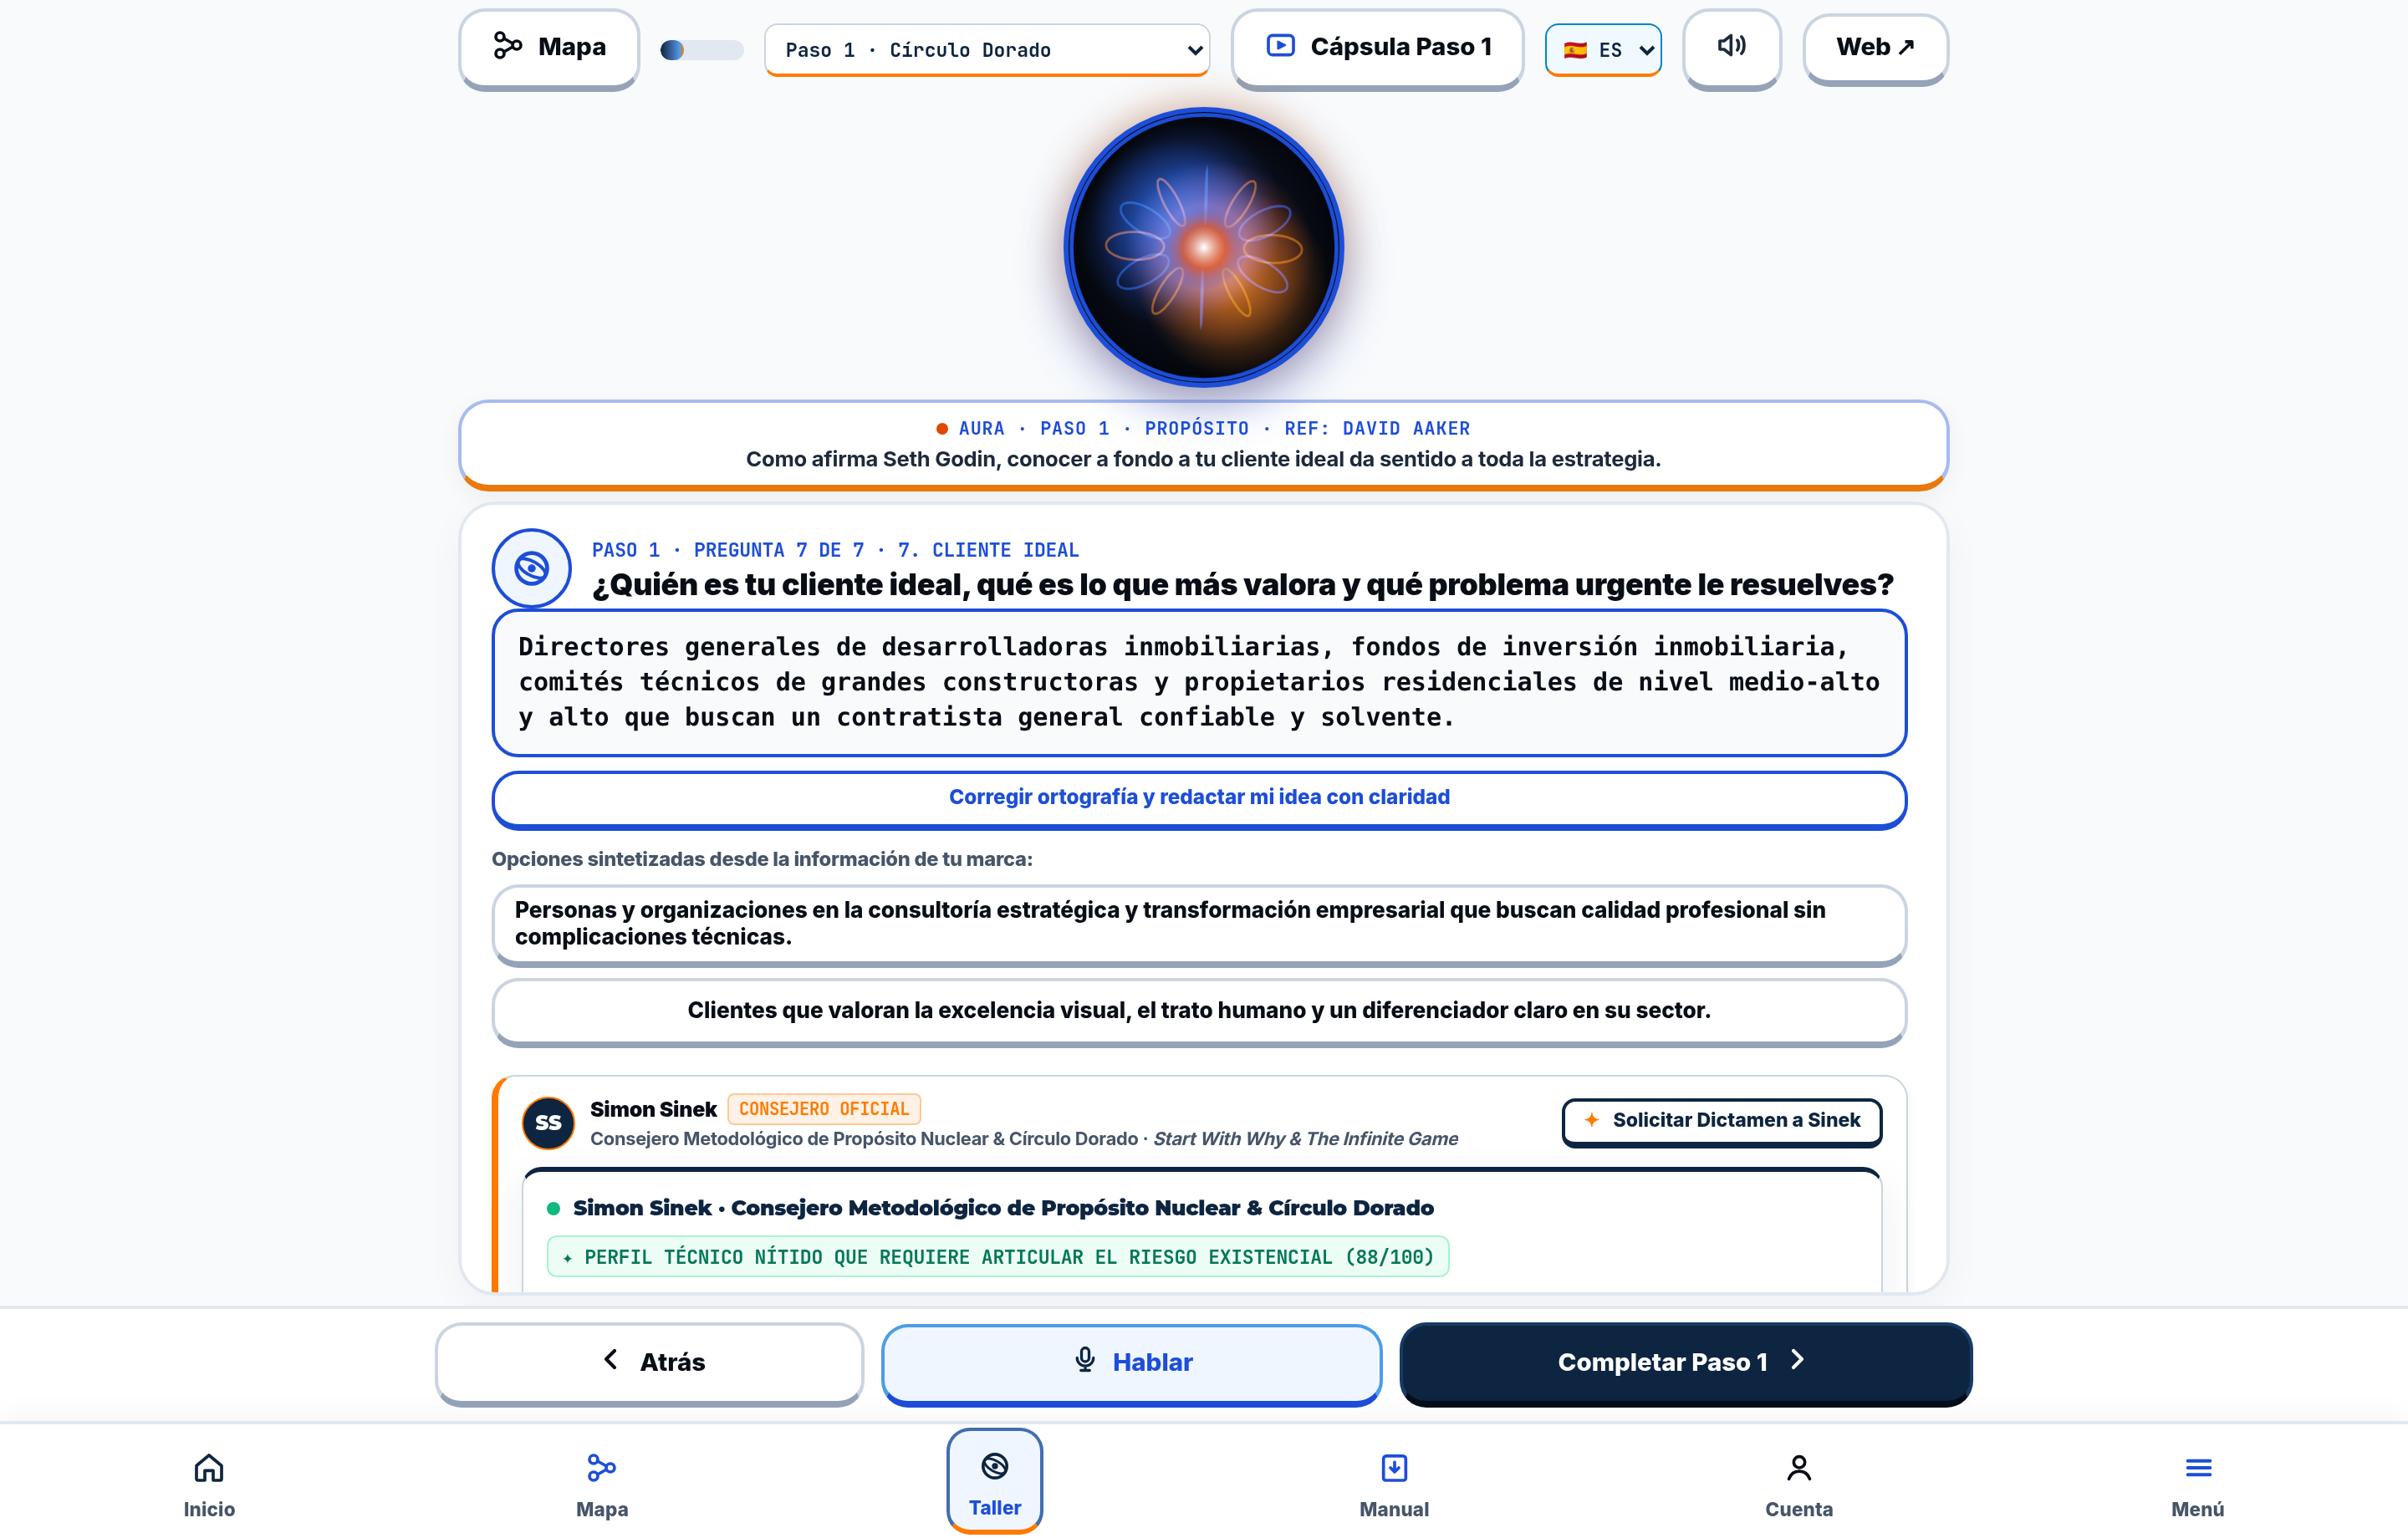 Mapa
Paso 1 · Círculo Dorado
Cápsula Paso 1
🇪🇸 ES
Web ↗
AURA · PASO 1 · PROPÓSITO · REF: DAVID AAKER
Como afirma Seth Godin, conocer a fondo a tu cliente ideal da sentido a toda la estrategia.
PASO 1 · PREGUNTA 7 DE 7 · 7. CLIENTE IDEAL
¿Quién es tu cliente ideal, qué es lo que más valora y qué problema urgente le resuelves?
Directores generales de desarrolladoras inmobiliarias, fondos de inversión inmobiliaria,
comités técnicos de grandes constructoras y propietarios residenciales de nivel medio-alto
y alto que buscan un contratista general confiable y solvente.
Corregir ortografía y redactar mi idea con claridad
Opciones sintetizadas desde la información de tu marca:
Personas y organizaciones en la consultoría estratégica y transformación empresarial que buscan calidad profesional sin
complicaciones técnicas.
Clientes que valoran la excelencia visual, el trato humano y un diferenciador claro en su sector.
SS
Simon Sinek CONSEJERO OFICIAL
Consejero Metodológico de Propósito Nuclear & Círculo Dorado · Start With Why & The Infinite Game
✦ Solicitar Dictamen a Sinek
Simon Sinek · Consejero Metodológico de Propósito Nuclear & Círculo Dorado
✦ PERFIL TÉCNICO NÍTIDO QUE REQUIERE ARTICULAR EL RIESGO EXISTENCIAL (88/100)
Atrás
Hablar
Completar Paso 1
Inicio
Mapa
Taller
Manual
Cuenta
Menú